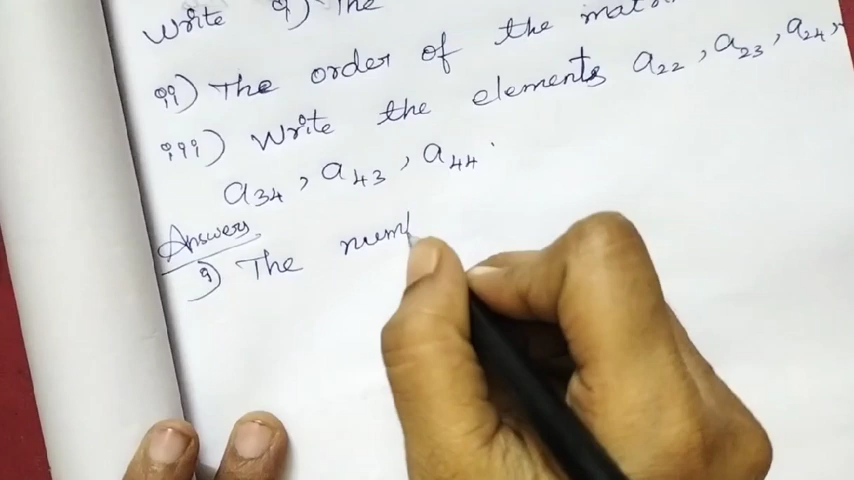 Write i) The
ii) The order of the
iii) Write the elements a22, a23, a24,
a34, a43, a44.
Answers
i) The num